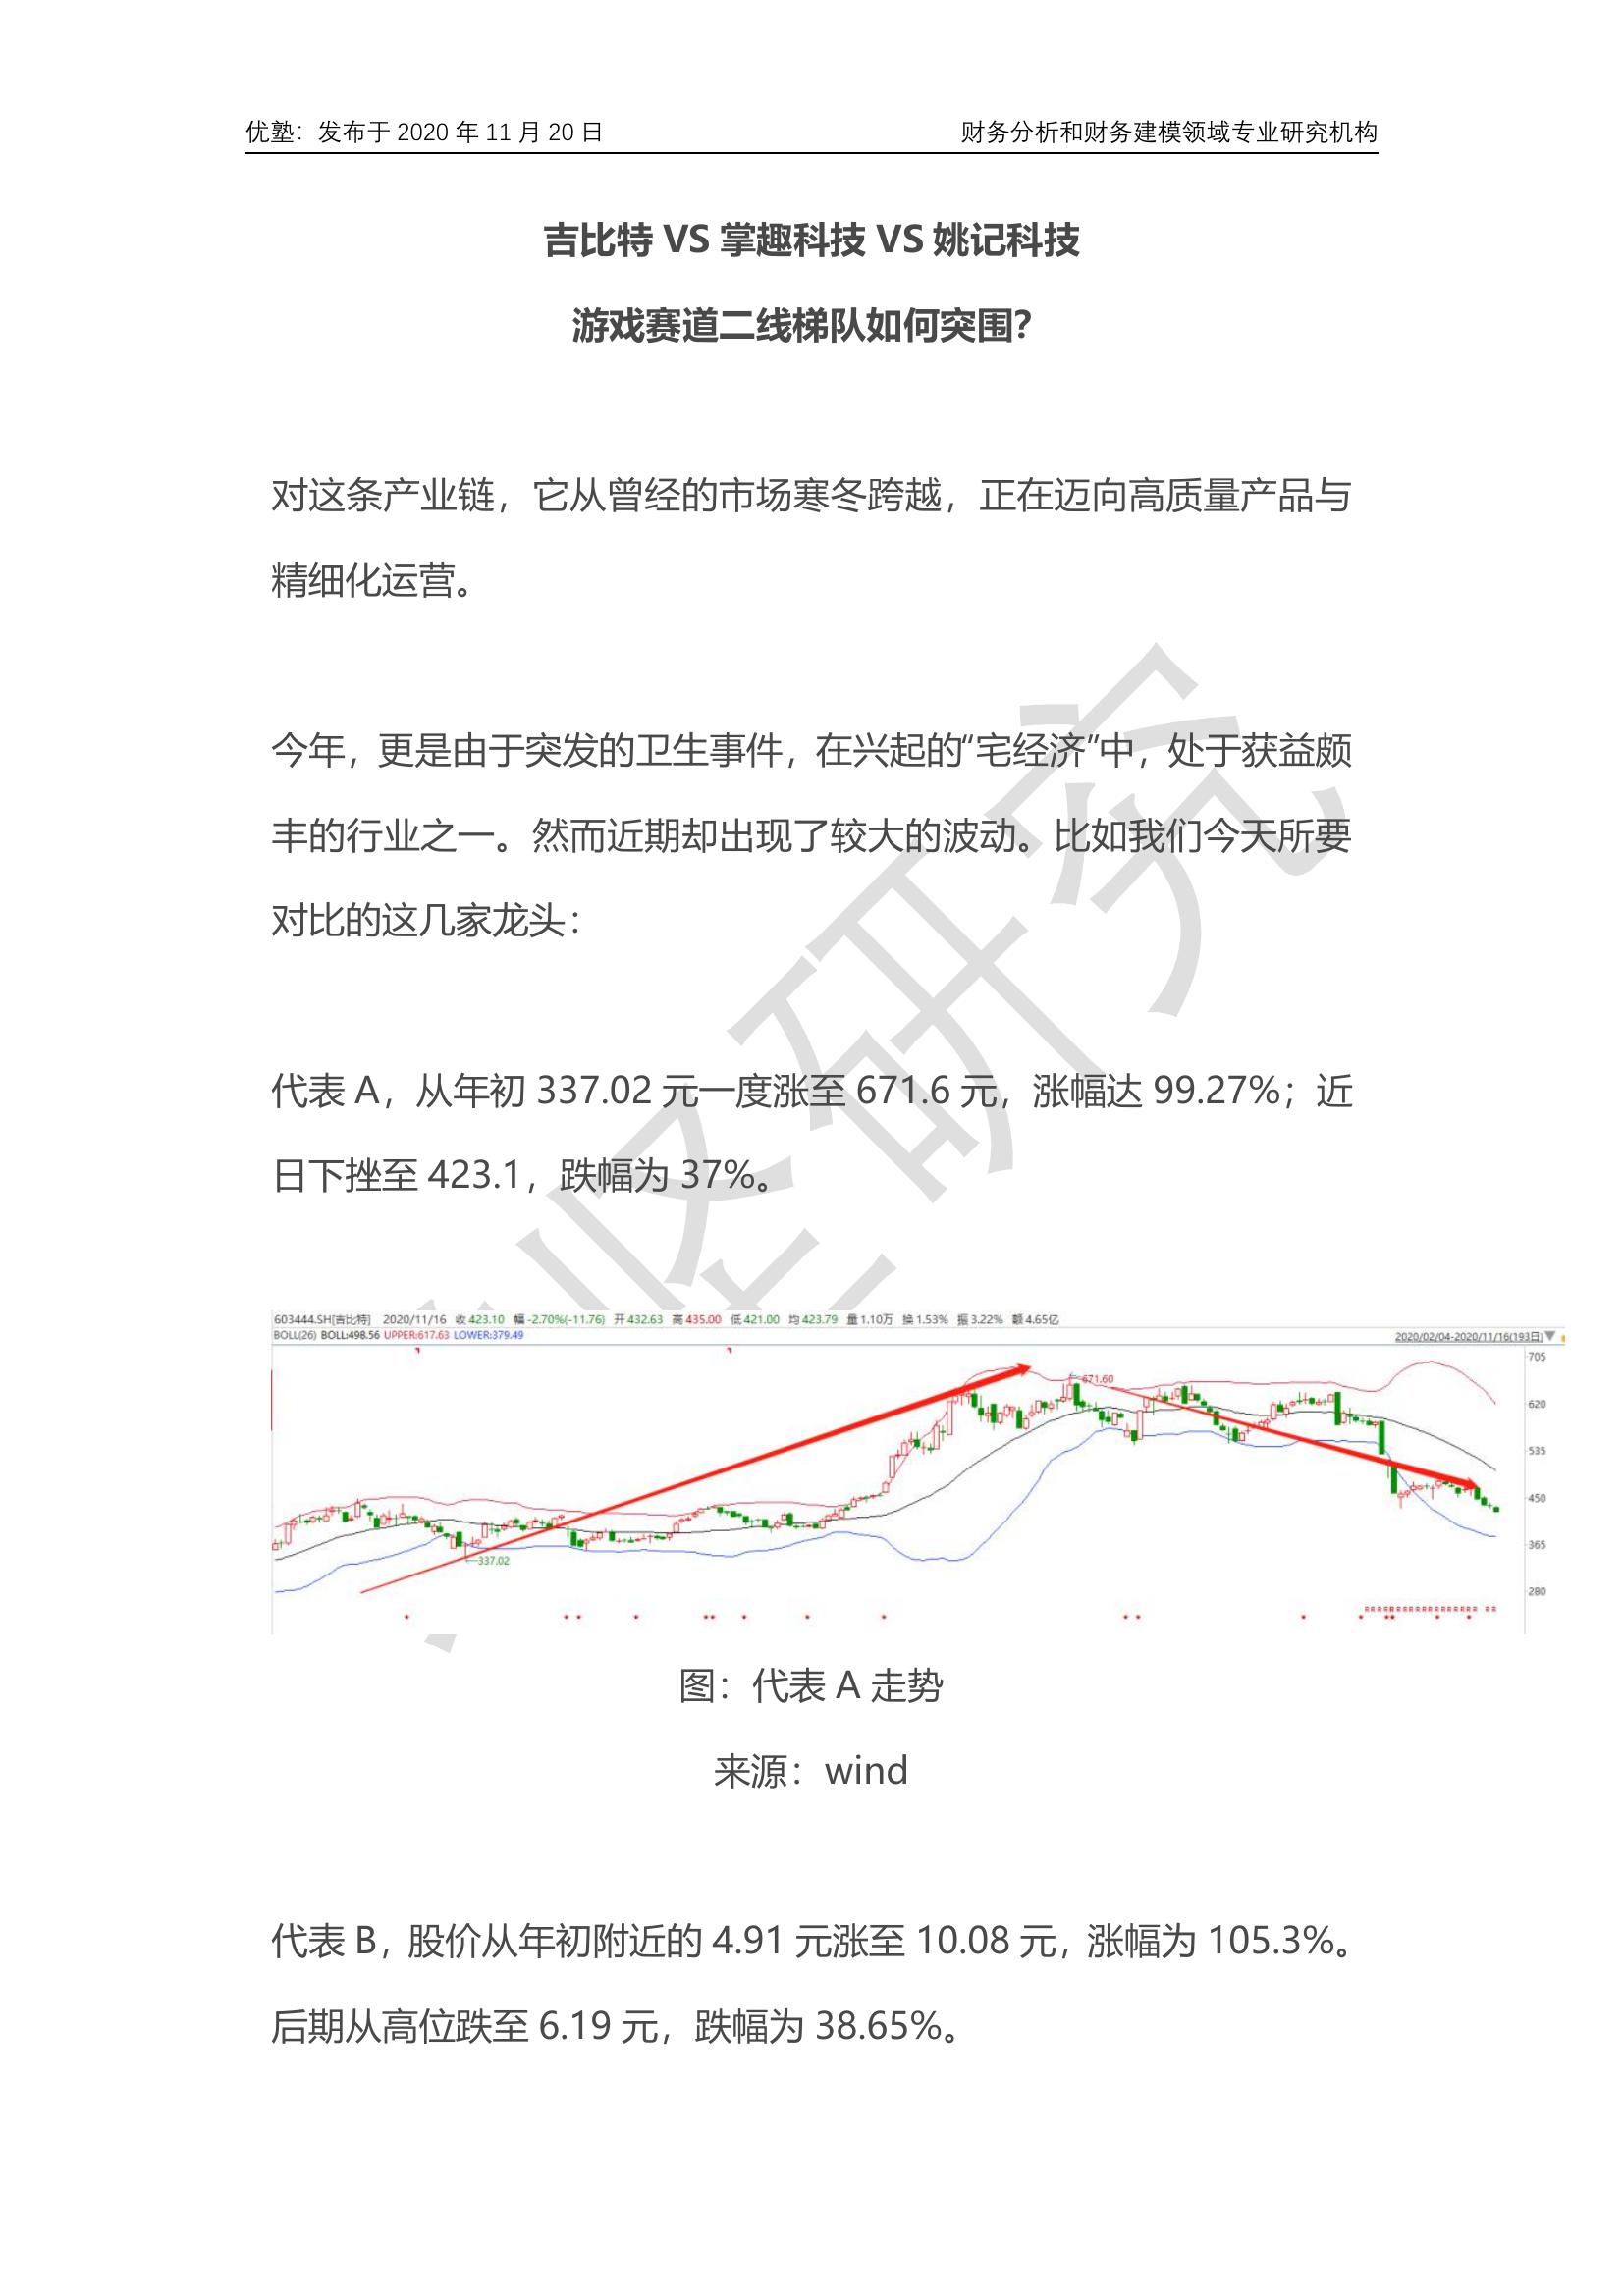 优塾：发布于 2020 年 11 月 20 日 财务分析和财务建模领域专业研究机构
吉比特 VS 掌趣科技 VS 姚记科技
游戏赛道二线梯队如何突围？
对这条产业链，它从曾经的市场寒冬跨越，正在迈向高质量产品与
精细化运营。
今年，更是由于突发的卫生事件，在兴起的“宅经济”中，处于获益颇
丰的行业之一。然而近期却出现了较大的波动。比如我们今天所要
对比的这几家龙头：
代表 A，从年初 337.02 元一度涨至 671.6 元，涨幅达 99.27%；近
日下挫至 423.1，跌幅为 37%。
603444.SH[吉比特] 2020/11/16 收 423.10 幅 -2.70%(-11.76) 开 432.63 高 435.00 低 421.00 均 423.79 量 1.10万 换 1.53% 振 3.22% 额 4.65亿
BOLL(26) BOLL:498.56 UPPER:617.63 LOWER:379.49 2020/02/04-2020/11/16(193日)
705
671.60
620
535
450
365
337.02
280
图：代表 A 走势
来源：wind
代表 B，股价从年初附近的 4.91 元涨至 10.08 元，涨幅为 105.3%。
后期从高位跌至 6.19 元，跌幅为 38.65%。
研究